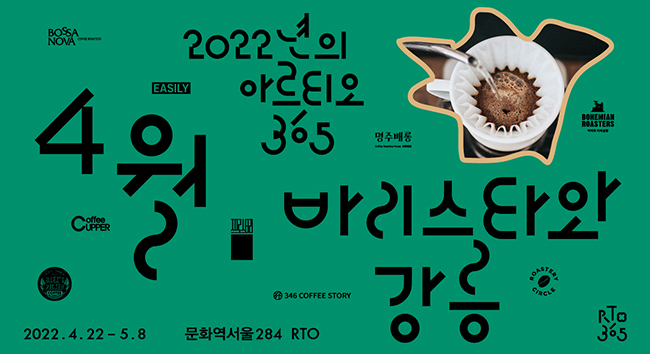 BOSSA
NOVA COFFEE ROASTERS
2022년의
아르티오
365
EASILY
4월
명주배롱
BOHEMIAN
ROASTERS
바리스타와
강릉
Coffee
CUPPER
346 COFFEE STORY
ROASTERY
CIRCLE
2022.4.22–5.8
문화역서울284 RTO
RTO
365